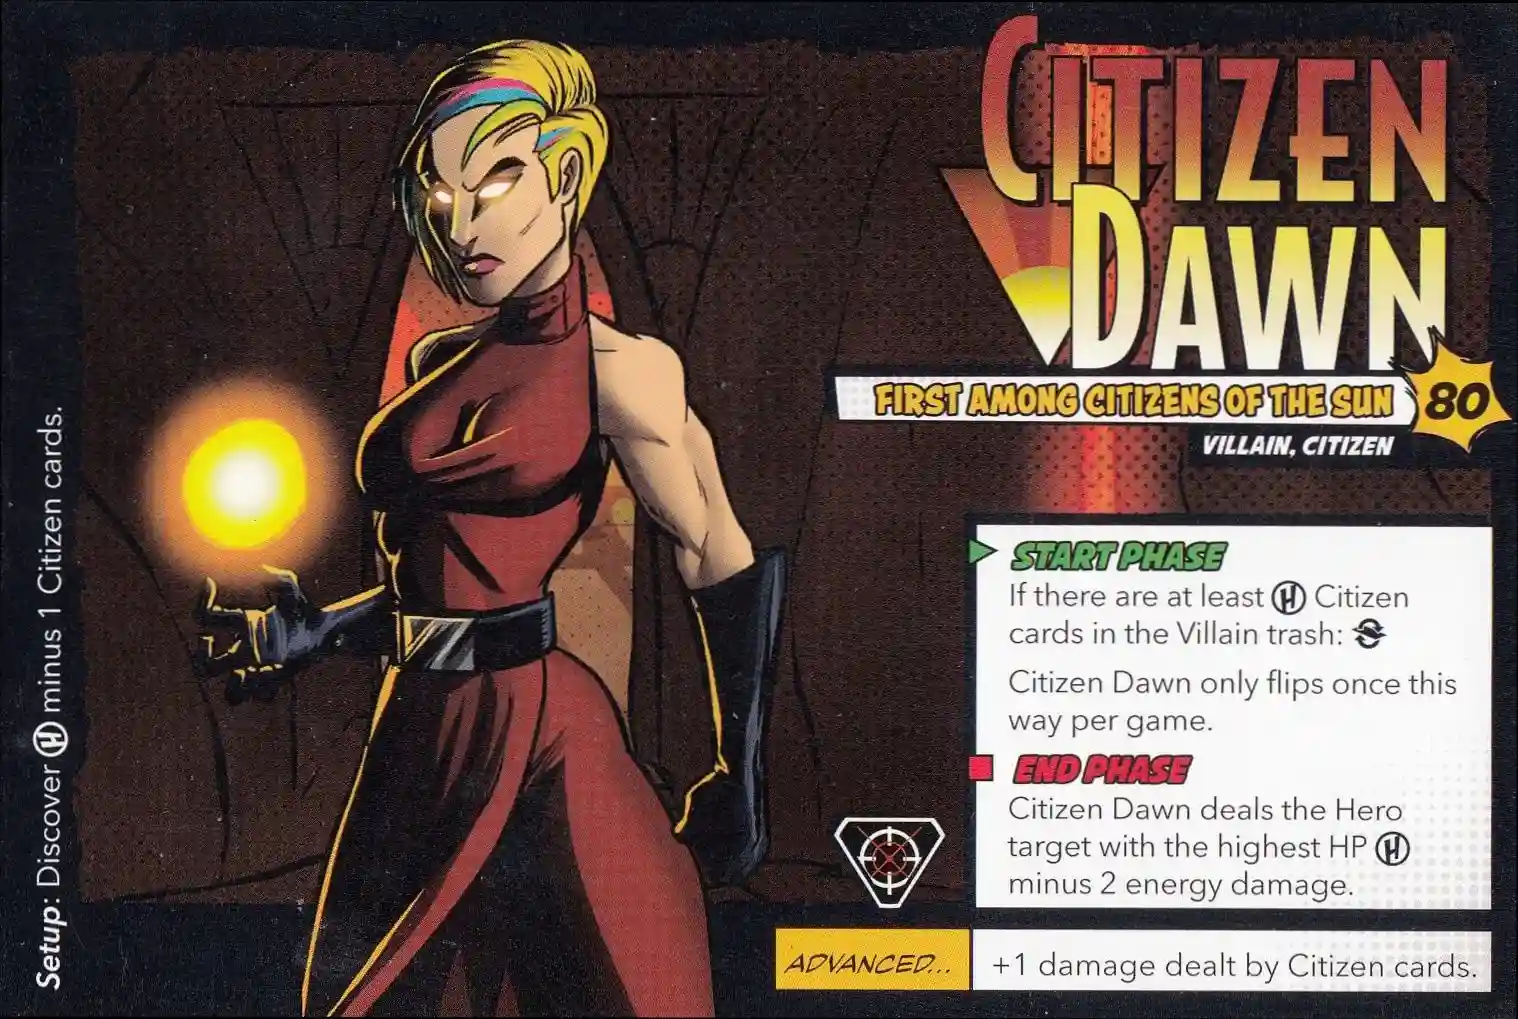 CITIZEN
DAWN
FIRST AMONG CITIZENS OF THE SUN
80
VILLAIN, CITIZEN
START PHASE
If there are at least H Citizen
cards in the Villain trash:
Citizen Dawn only flips once this
way per game.
END PHASE
Citizen Dawn deals the Hero
target with the highest HP H
minus 2 energy damage.
ADVANCED...
+1 damage dealt by Citizen cards.
Setup: Discover H minus 1 Citizen cards.